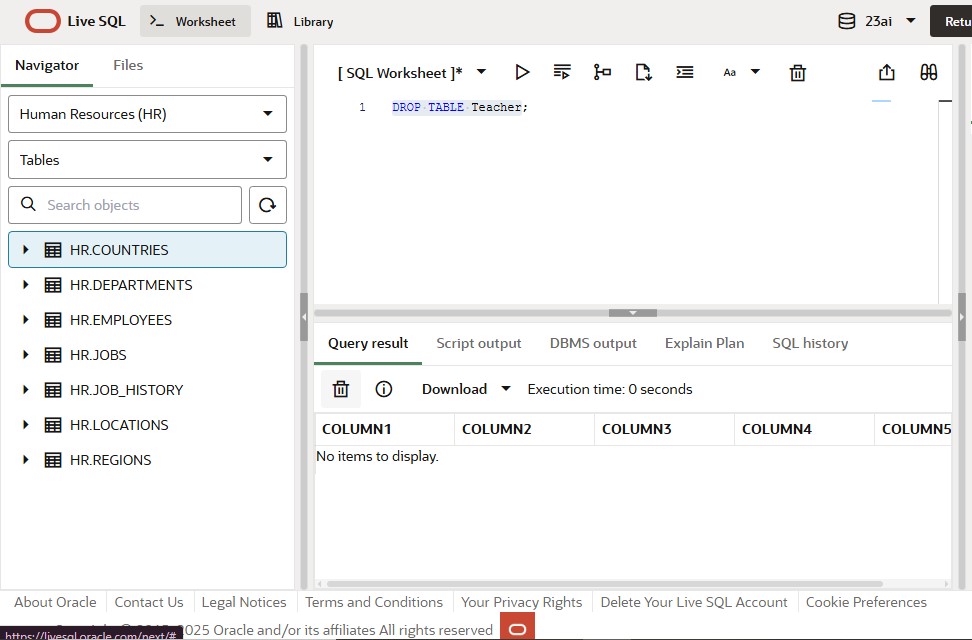 Live SQL
Worksheet
Library
23ai
Retu
Navigator
Files
[ SQL Worksheet ]*
Aa
Human Resources (HR)
Tables
Search objects
HR.COUNTRIES
HR.DEPARTMENTS
HR.EMPLOYEES
HR.JOBS
HR.JOB_HISTORY
HR.LOCATIONS
HR.REGIONS
1 DROP TABLE Teacher;
Query result
Script output
DBMS output
Explain Plan
SQL history
Download
Execution time: 0 seconds
COLUMN1 COLUMN2 COLUMN3 COLUMN4 COLUMN5
No items to display.
About Oracle
Contact Us
Legal Notices
Terms and Conditions
Your Privacy Rights
Delete Your Live SQL Account
Cookie Preferences
2025 Oracle and/or its affiliates All rights reserved
https://livesql.oracle.com/next/#